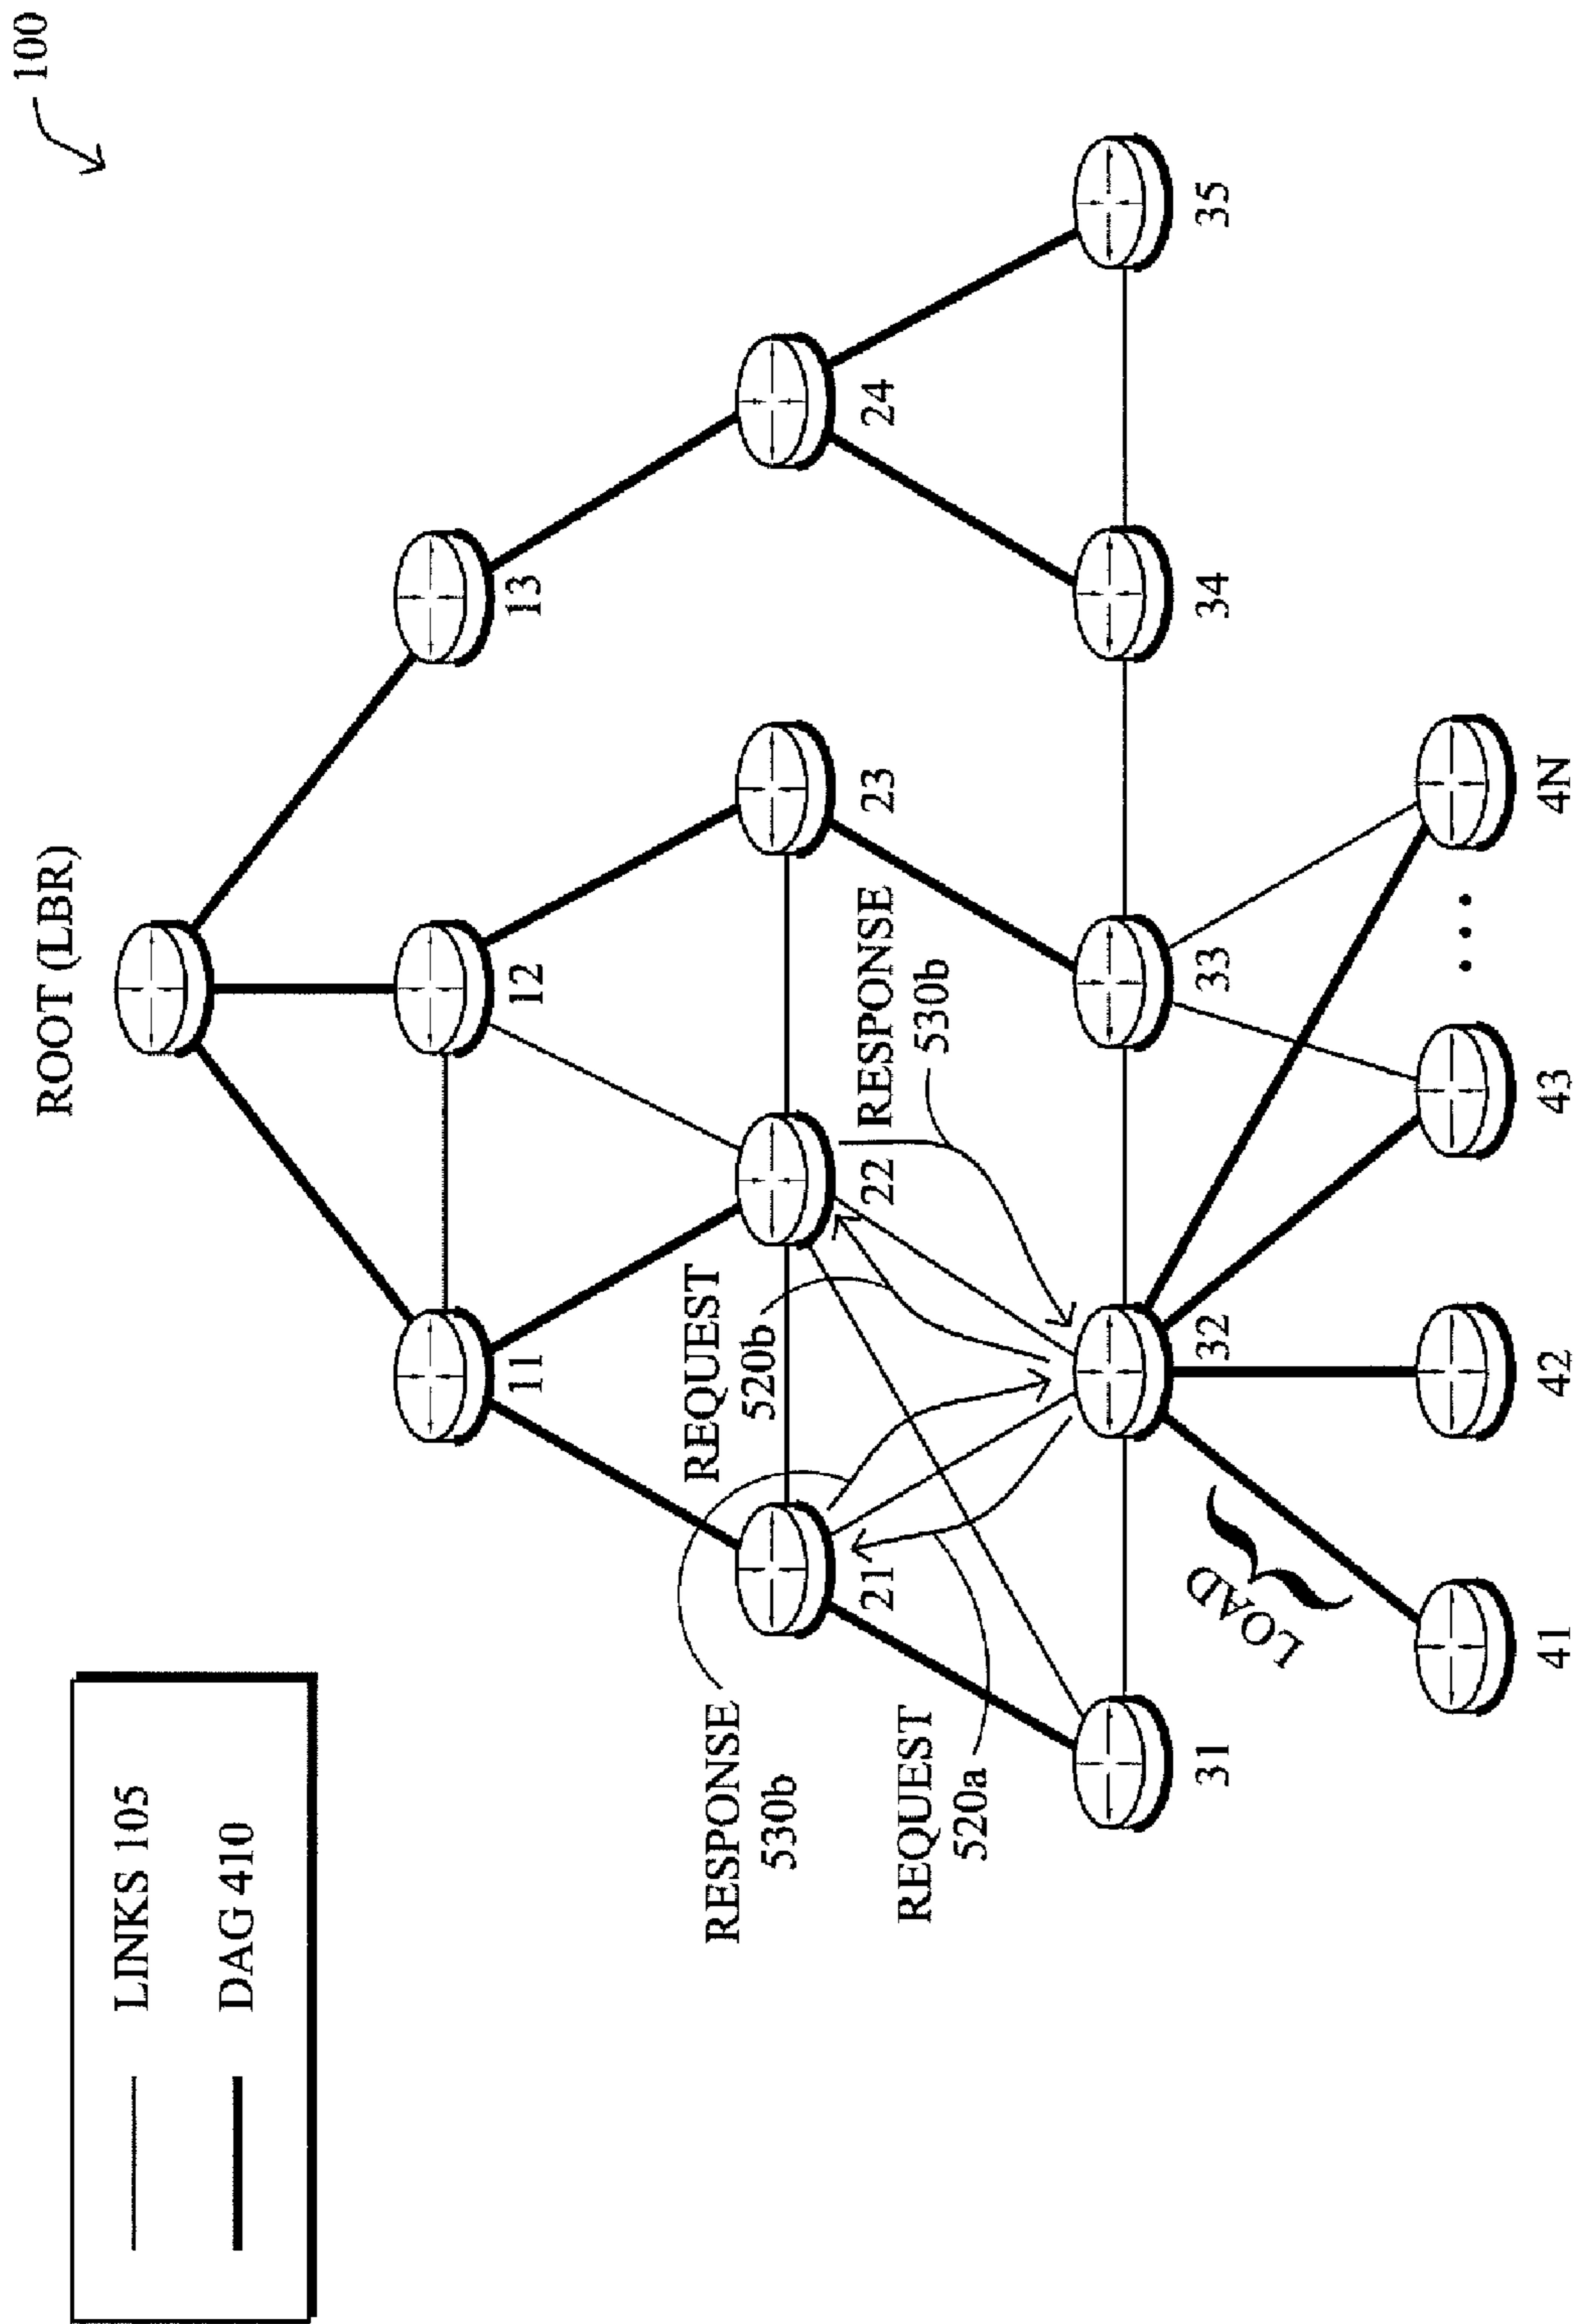 100
LINKS 105
DAG 410
ROOT (LBR)
11
12
13
RESPONSE
530b
REQUEST
520a
REQUEST
520b
RESPONSE
530b
21
22
23
24
LOAD
31
32
33
34
35
41
42
43
...
4N